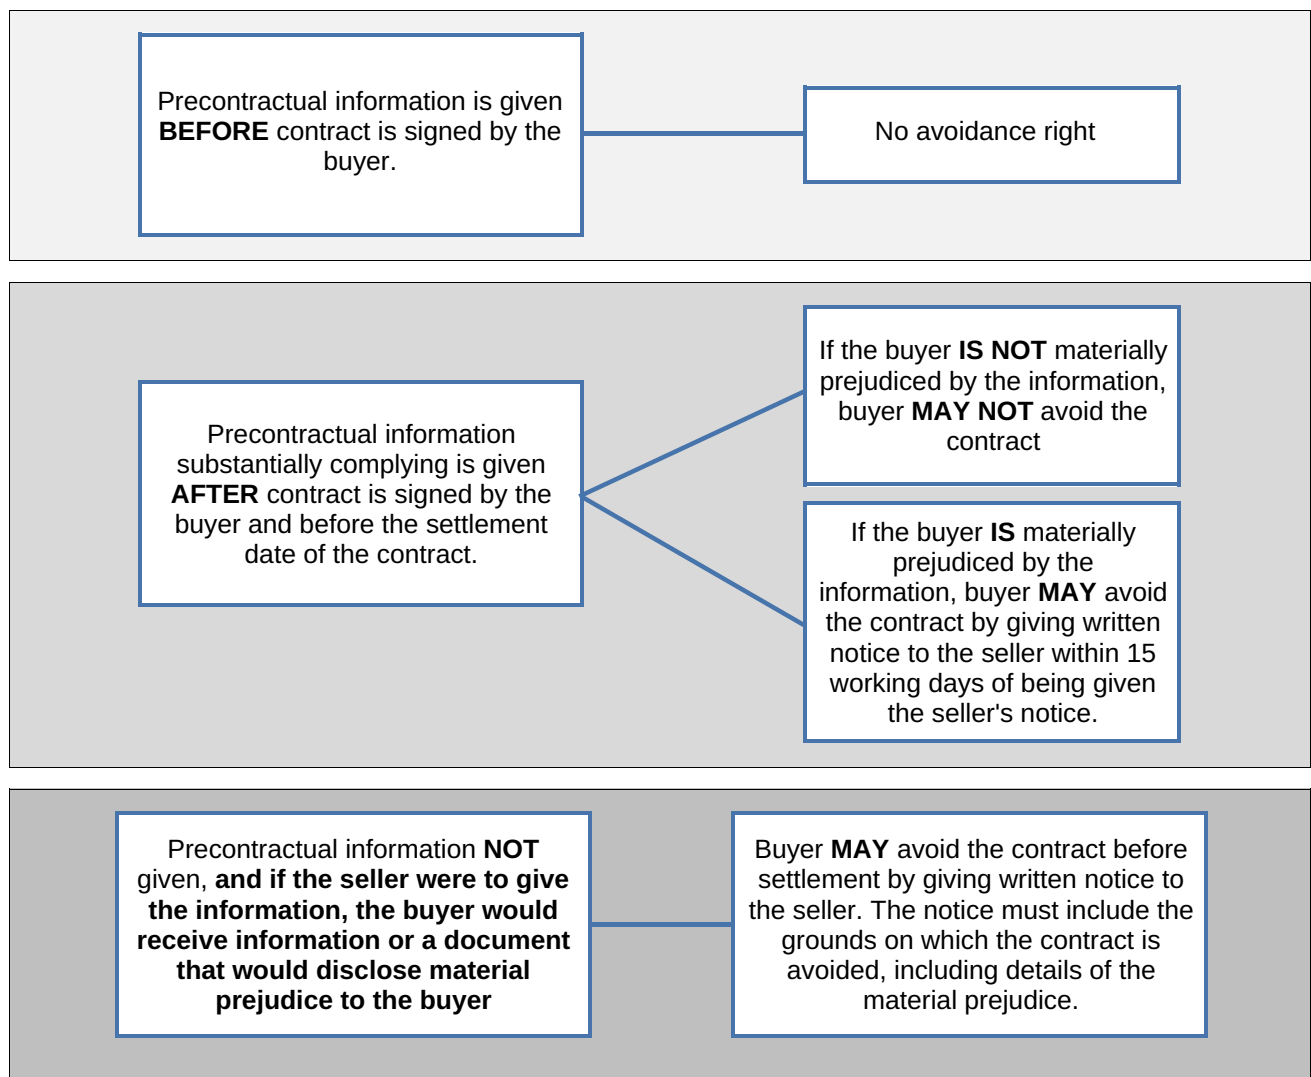 Precontractual information is given
BEFORE contract is signed by the
buyer.
No avoidance right
Precontractual information
substantially complying is given
AFTER contract is signed by the
buyer and before the settlement
date of the contract.
If the buyer IS NOT materially
prejudiced by the information,
buyer MAY NOT avoid the
contract
If the buyer IS materially
prejudiced by the
information, buyer MAY avoid
the contract by giving written
notice to the seller within 15
working days of being given
the seller's notice.
Precontractual information NOT
given, and if the seller were to give
the information, the buyer would
receive information or a document
that would disclose material
prejudice to the buyer
Buyer MAY avoid the contract before
settlement by giving written notice to
the seller. The notice must include the
grounds on which the contract is
avoided, including details of the
material prejudice.